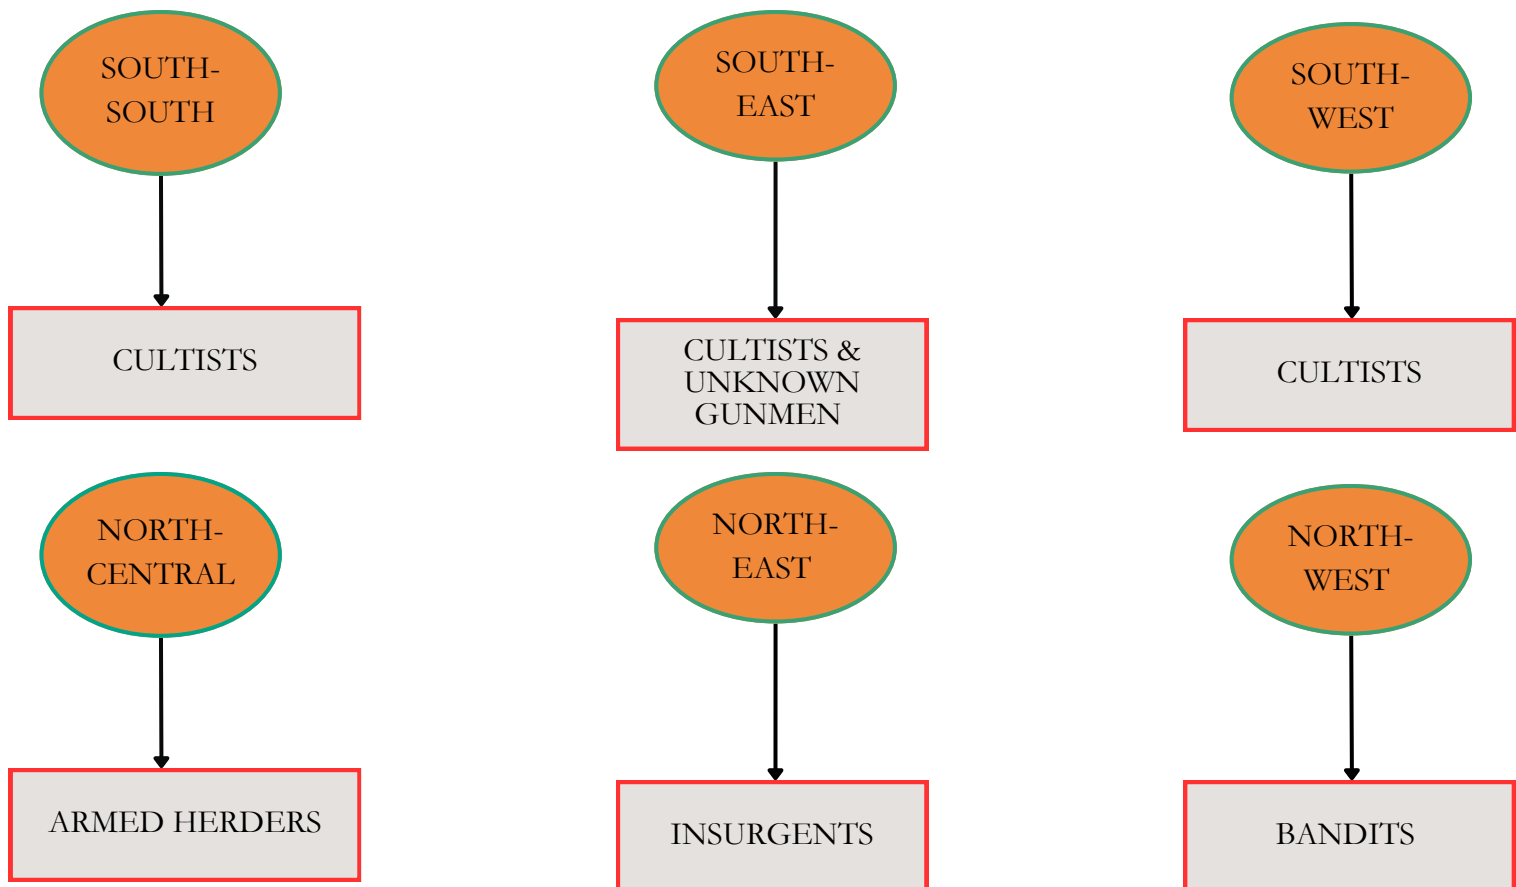 SOUTH-
SOUTH
SOUTH-
EAST
SOUTH-
WEST
CULTISTS
CULTISTS &
UNKNOWN
GUNMEN
CULTISTS
NORTH-
CENTRAL
NORTH-
EAST
NORTH-
WEST
ARMED HERDERS
INSURGENTS
BANDITS